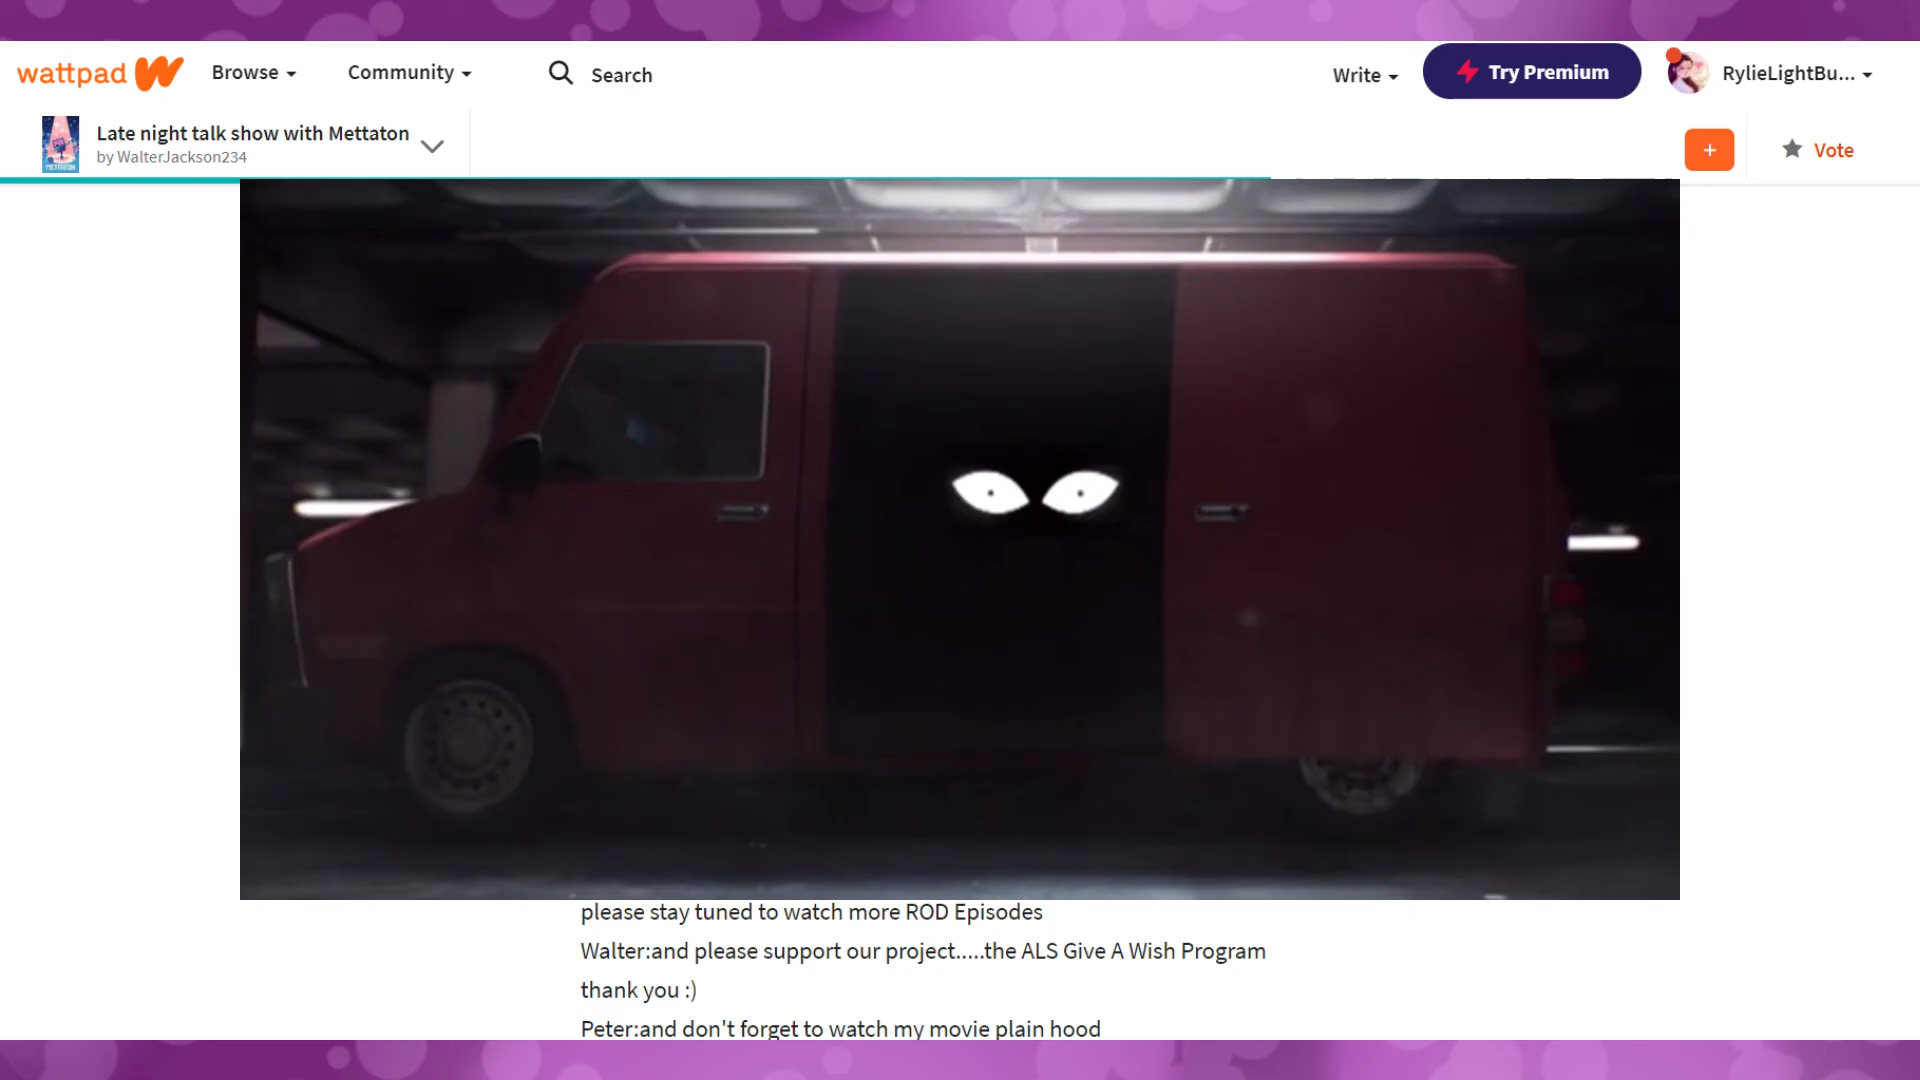 wattpad
Browse
Community
Search
Write
Try Premium
RylieLightBu...
Late night talk show with Mettaton
by WalterJackson234
+
Vote
please stay tuned to watch more ROD Episodes
Walter:and please support our project.....the ALS Give A Wish Program
thank you :)
Peter:and don't forget to watch my movie plain hood